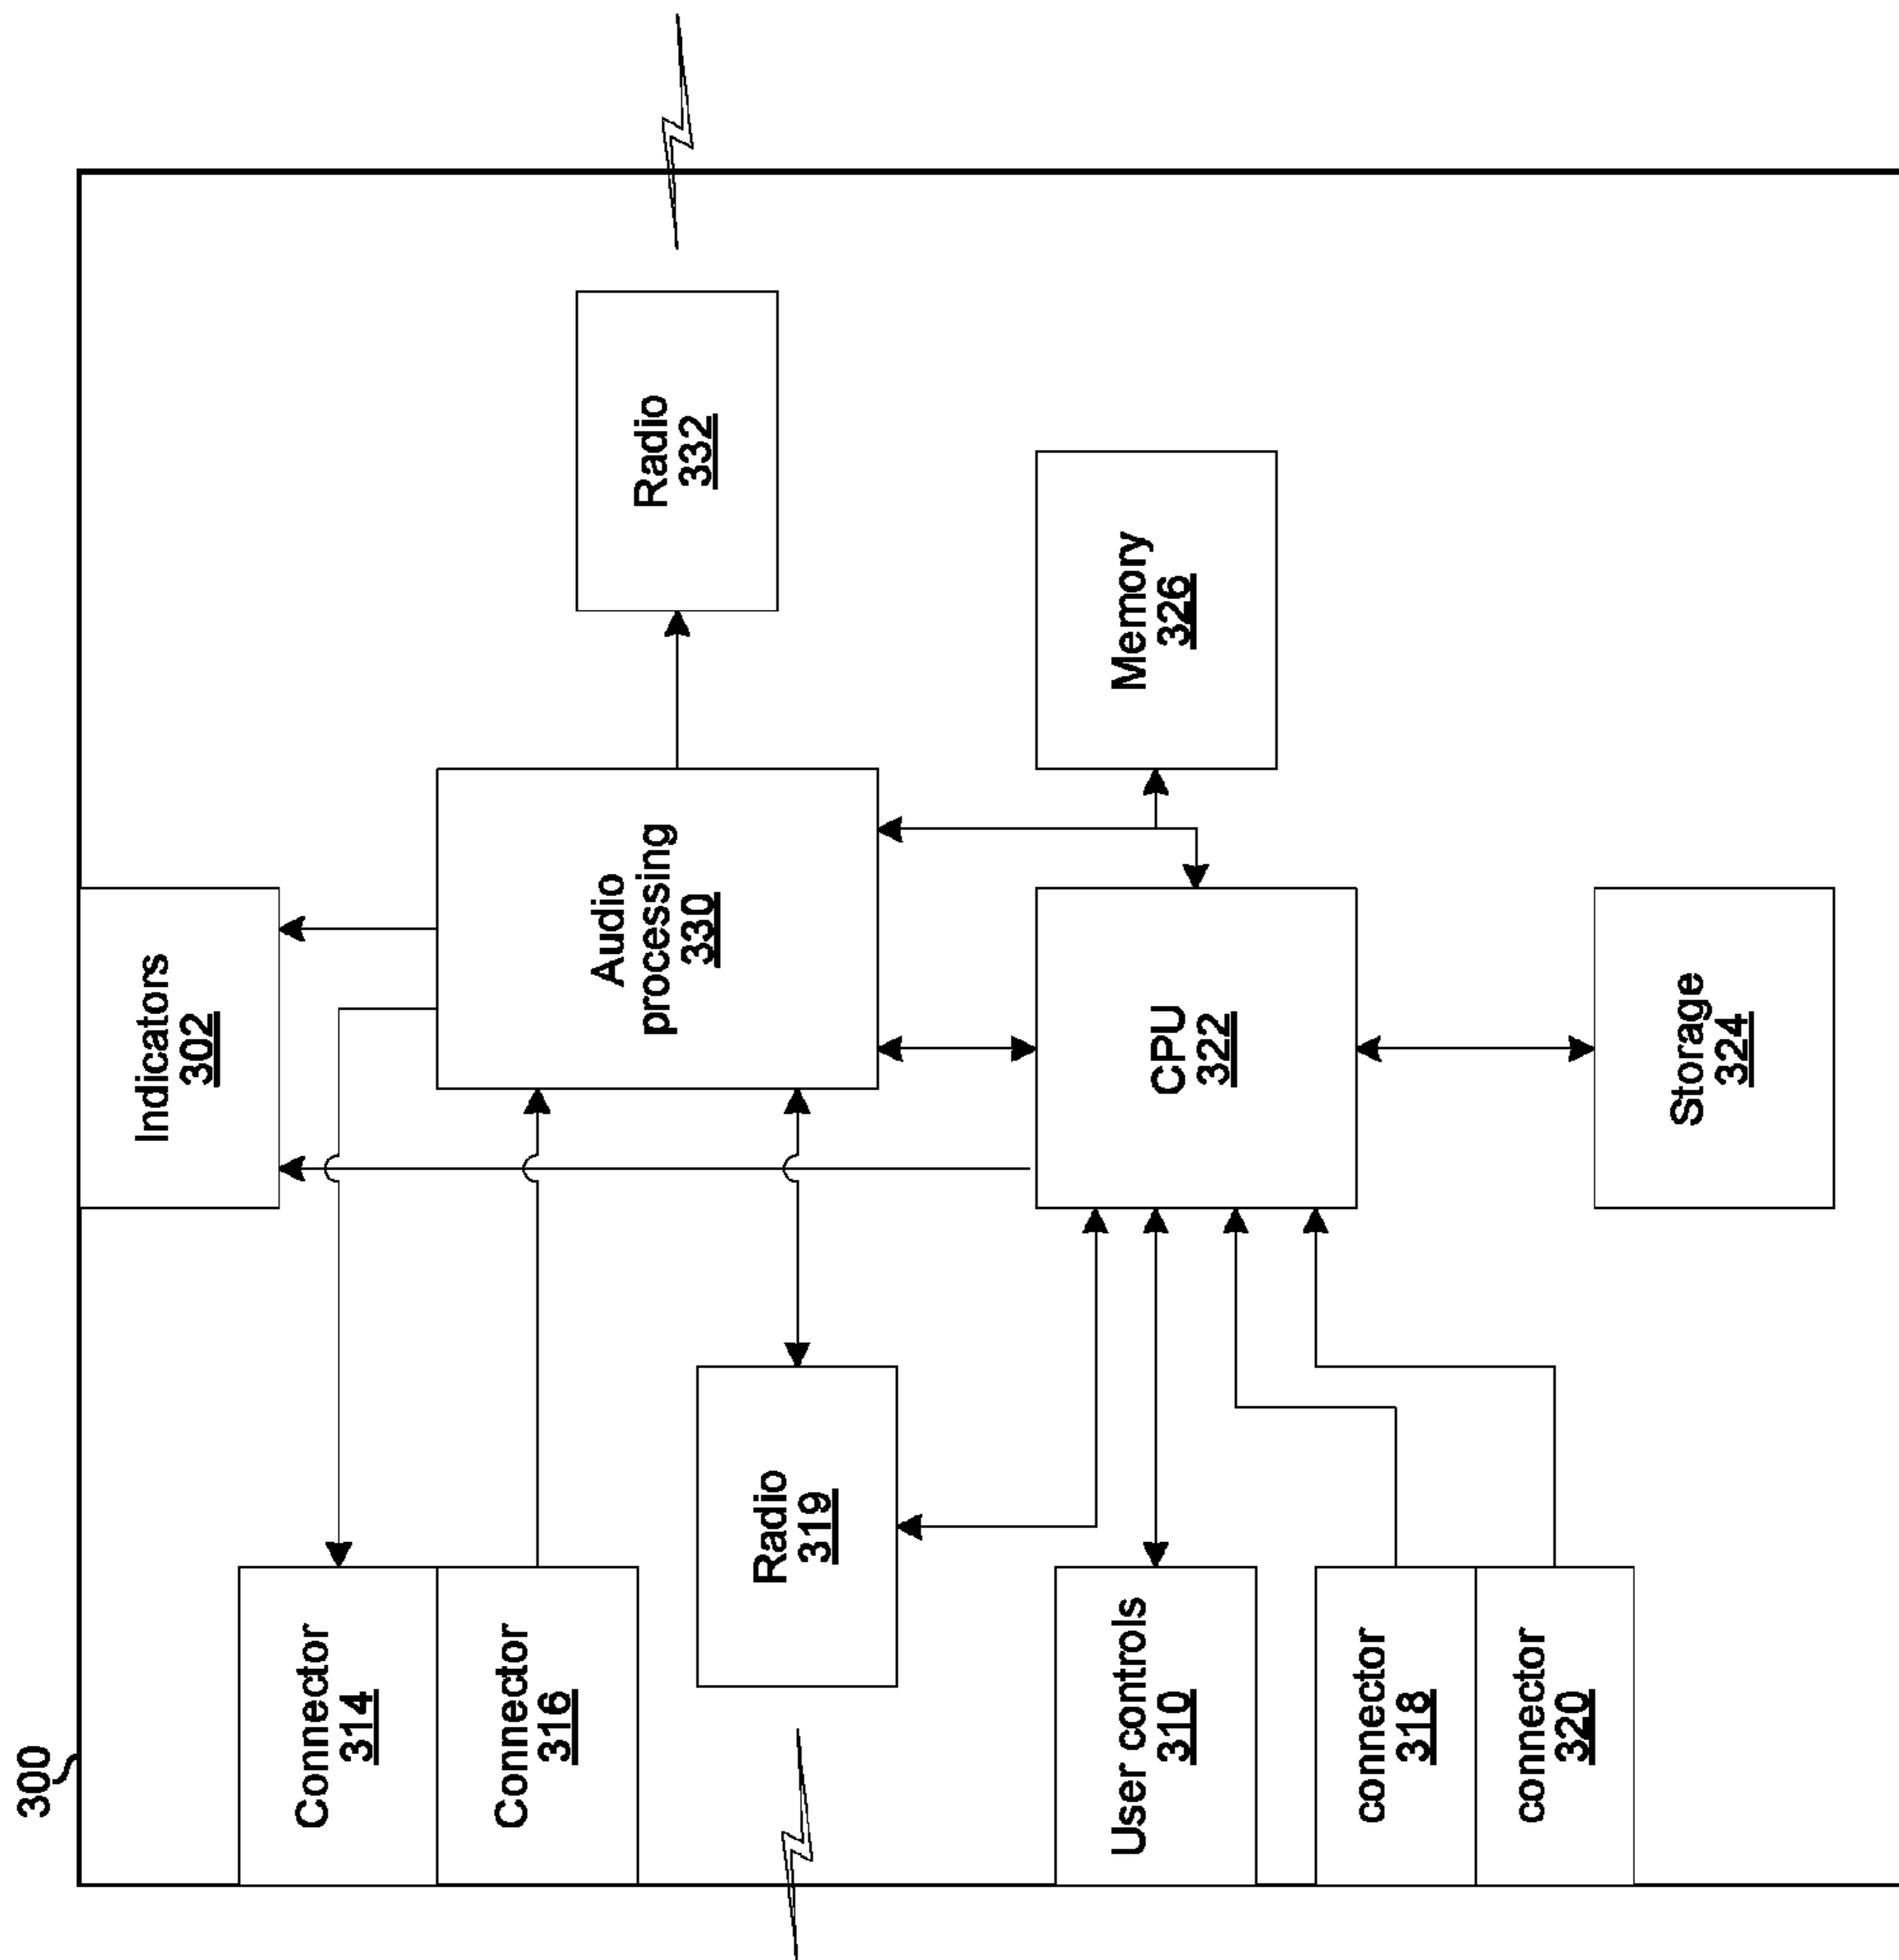 300
Indicators
302
Connector
314
Connector
316
Audio
processing
330
Radio
332
Radio
319
User controls
310
CPU
322
Memory
326
connector
318
connector
320
Storage
324